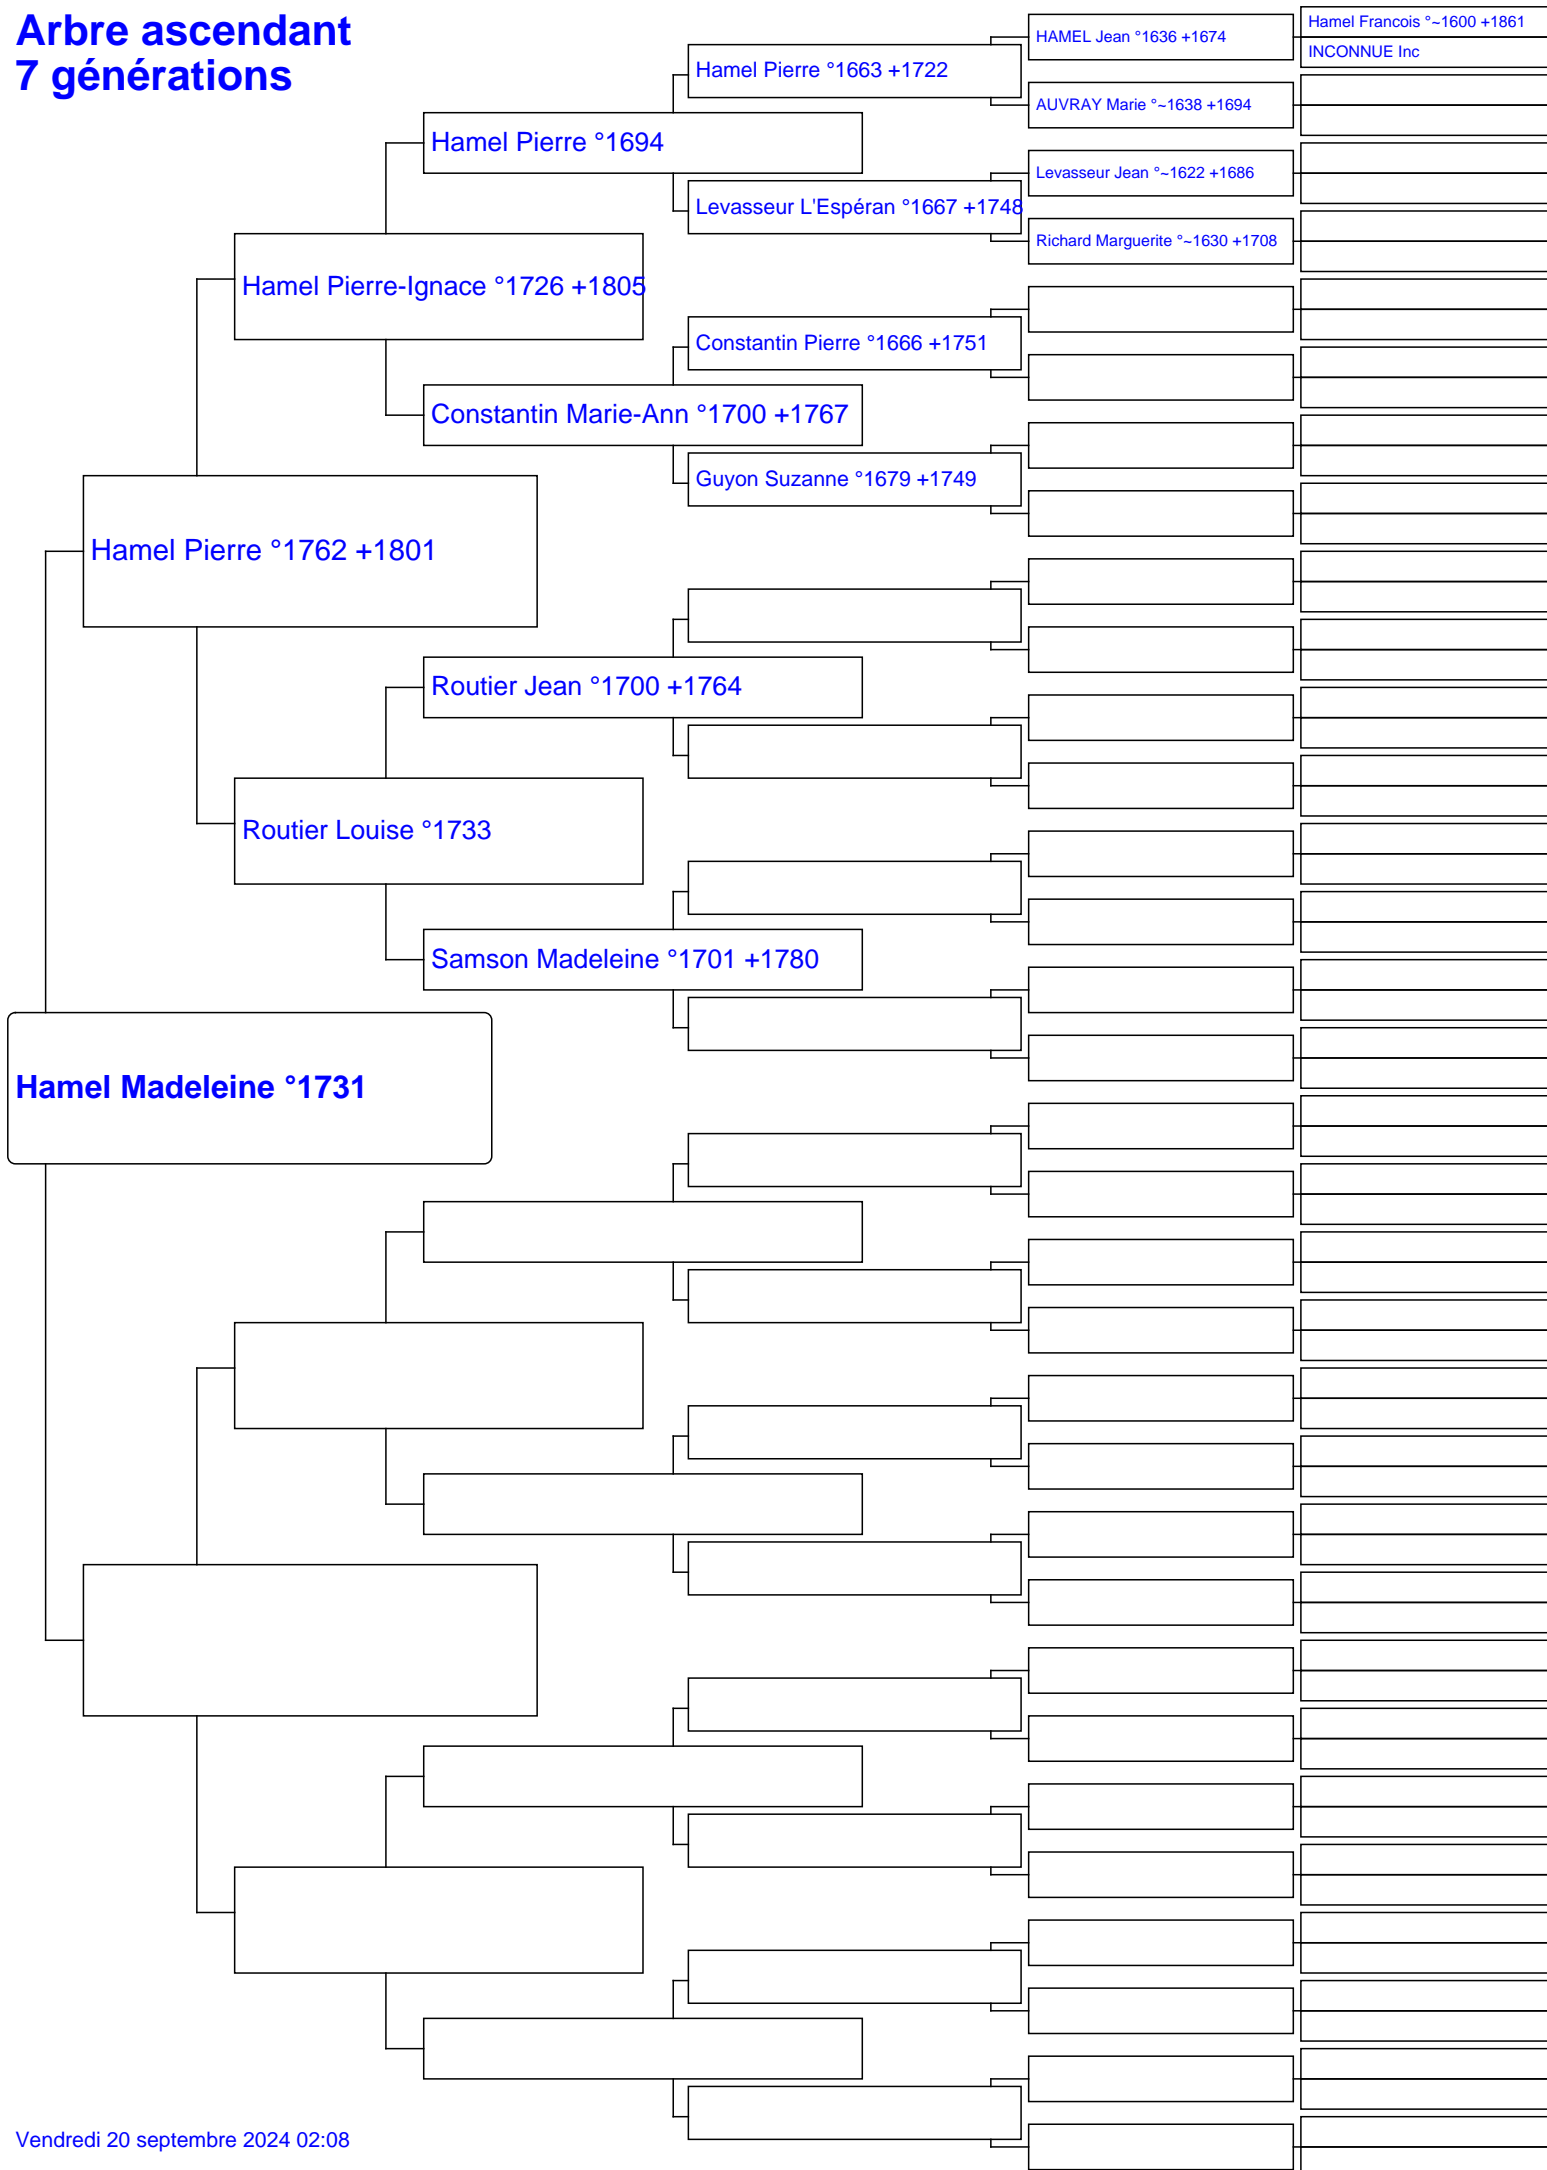 Arbre ascendant
7 générations
Hamel Francois °~1600 +1861
HAMEL Jean °1636 +1674
INCONNUE Inc
Hamel Pierre °1663 +1722
AUVRAY Marie °~1638 +1694
Hamel Pierre °1694
Levasseur Jean °~1622 +1686
Levasseur L'Espéran °1667 +1748
Richard Marguerite °~1630 +1708
Hamel Pierre-Ignace °1726 +1805
Constantin Pierre °1666 +1751
Constantin Marie-Ann °1700 +1767
Guyon Suzanne °1679 +1749
Hamel Pierre °1762 +1801
Routier Jean °1700 +1764
Routier Louise °1733
Samson Madeleine °1701 +1780
Hamel Madeleine °1731
Vendredi 20 septembre 2024 02:08